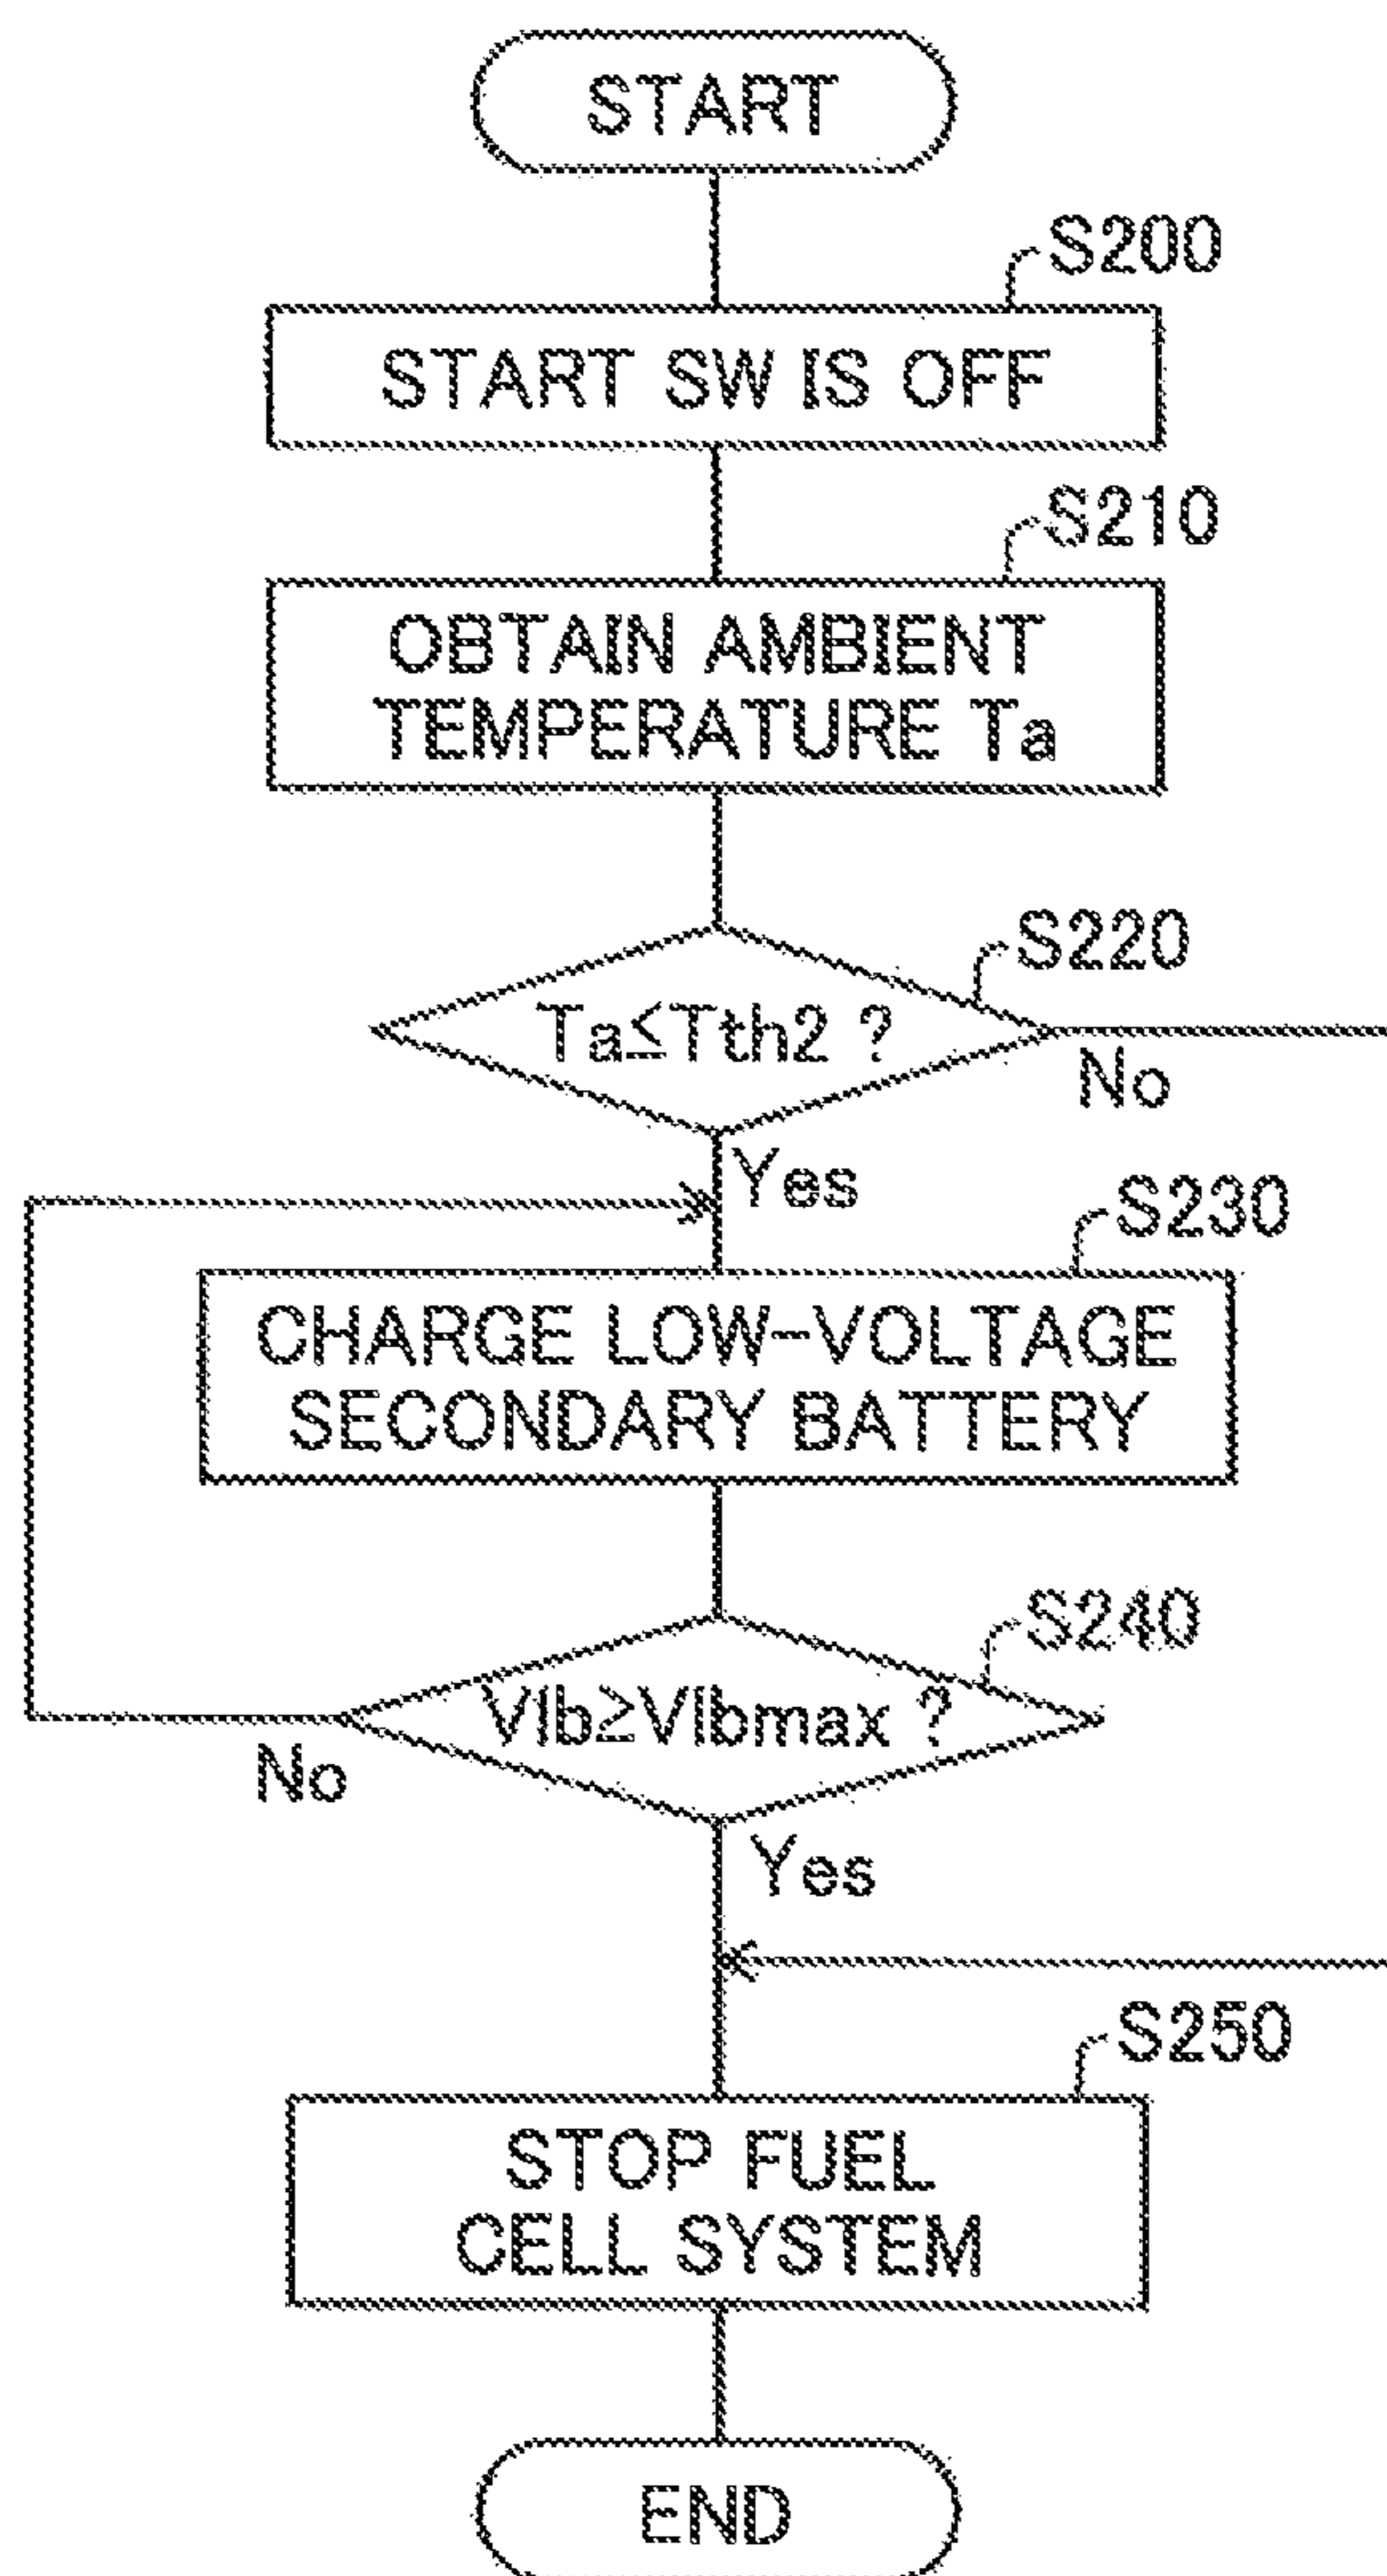 START
S200
START SW IS OFF
S210
OBTAIN AMBIENT
TEMPERATURE Ta
S220
Ta≤Tth2 ?
No
Yes
S230
CHARGE LOW-VOLTAGE
SECONDARY BATTERY
S240
Vlb≥Vlbmax ?
No
Yes
S250
STOP FUEL
CELL SYSTEM
END